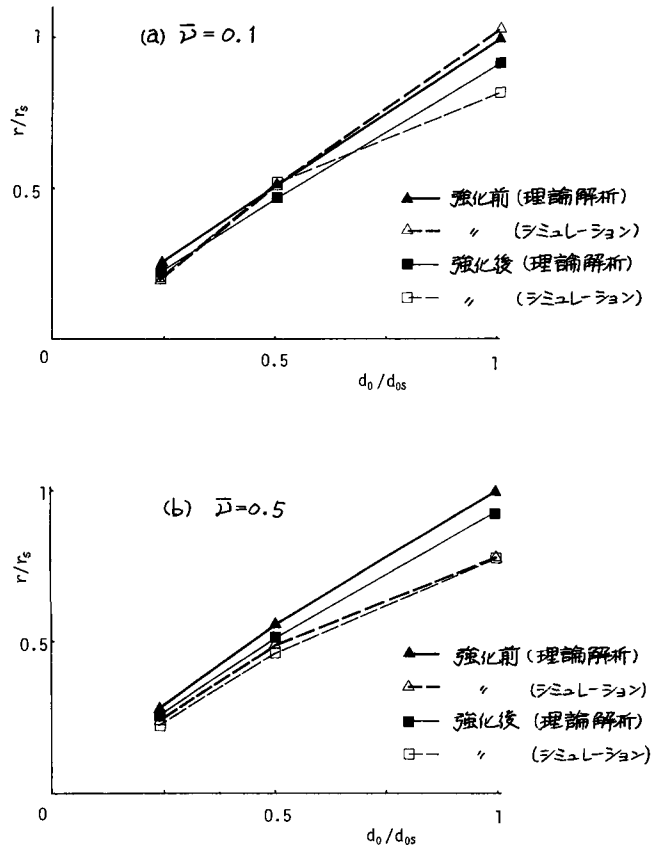 1
(a) ν̄=0.1
r/rs
0.5
強化前(理論解析)
〃 (シミュレーション)
強化後(理論解析)
〃 (シミュレーション)
0
0.5
1
d0/d0s
1
(b) ν̄=0.5
r/rs
0.5
強化前(理論解析)
〃 (シミュレーション)
強化後(理論解析)
〃 (シミュレーション)
0
0
0.5
1
d0/d0s